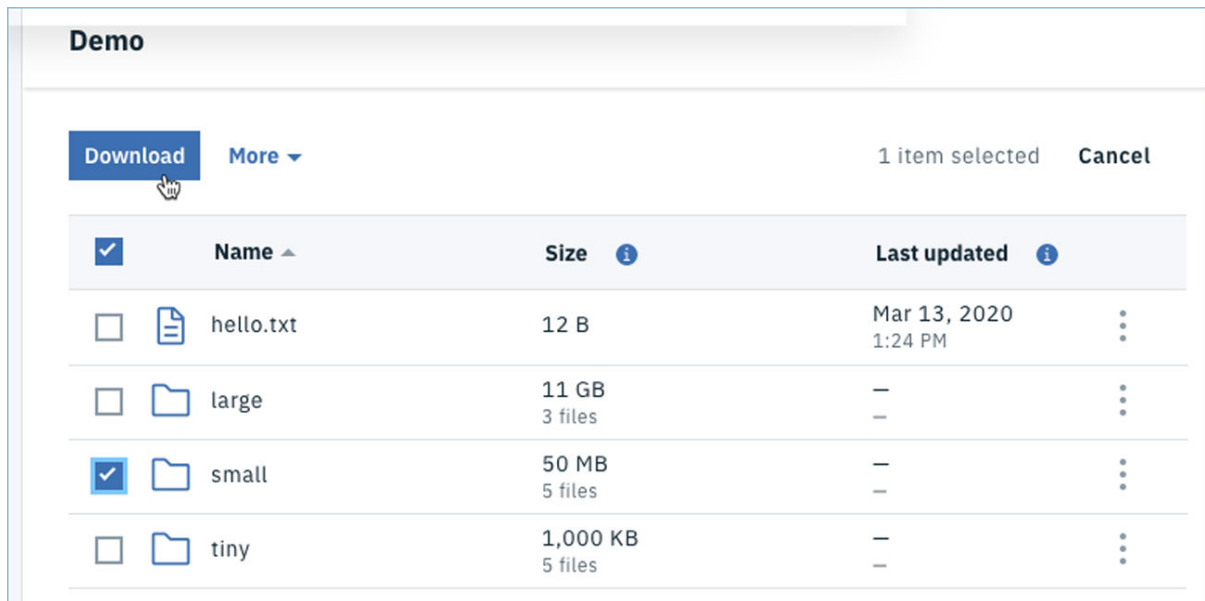 Demo
Download More 1 item selected Cancel
Name Size Last updated
hello.txt 12 B Mar 13, 2020
1:24 PM
large 11 GB –
3 files –
small 50 MB –
5 files –
tiny 1,000 KB –
5 files –